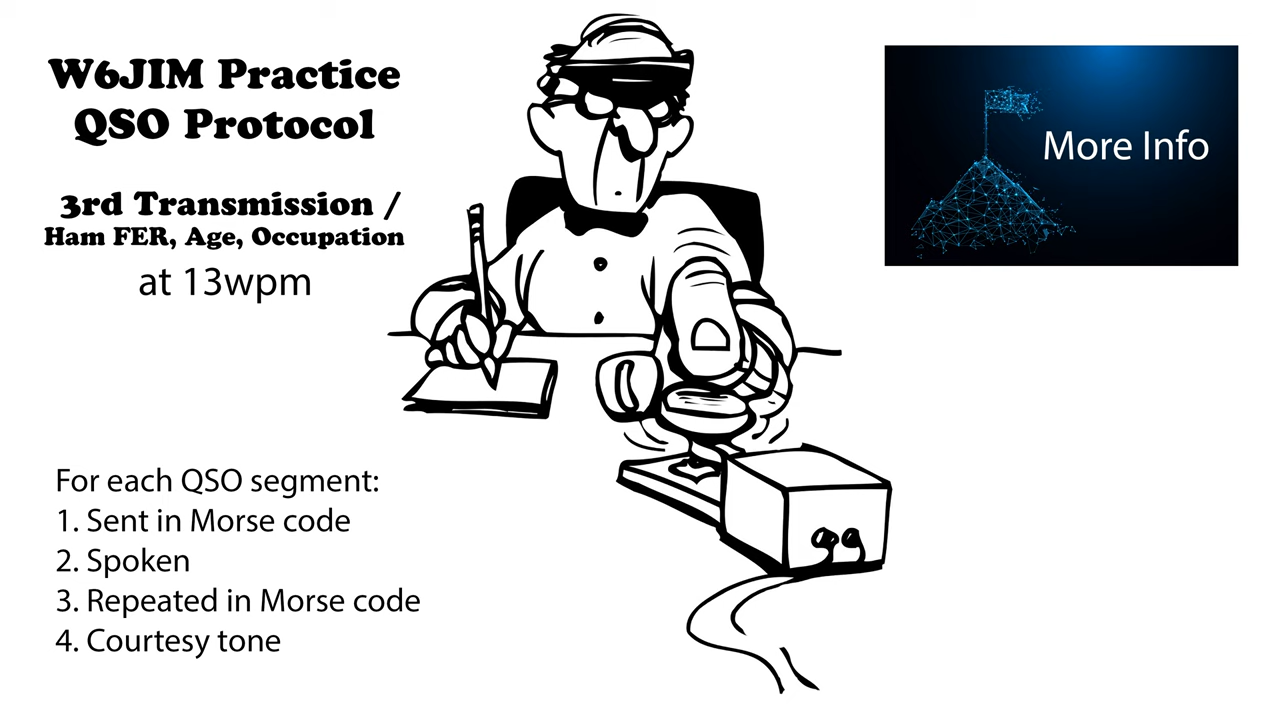 W6JIM Practice
QSO Protocol
3rd Transmission /
Ham FER, Age, Occupation
at 13wpm
More Info
For each QSO segment:
1. Sent in Morse code
2. Spoken
3. Repeated in Morse code
4. Courtesy tone